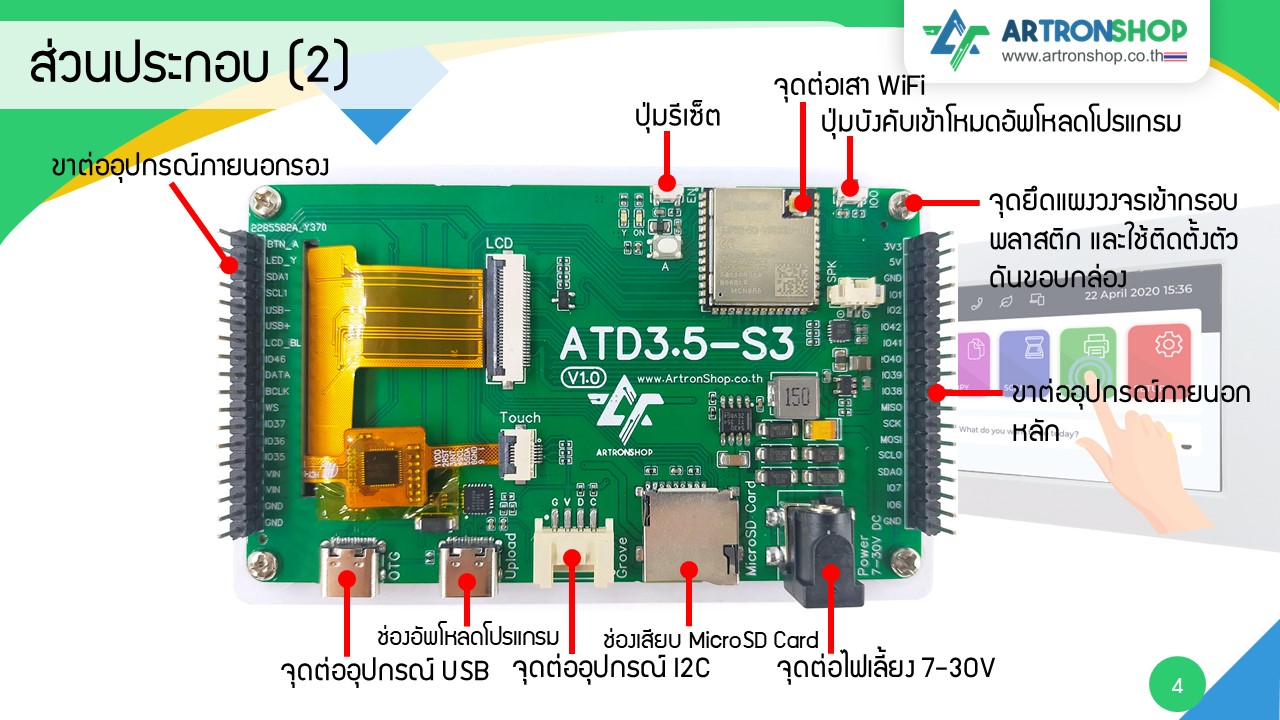 ส่วนประกอบ (2)
ARTRONSHOP
www.artronshop.co.th
จุดต่อเสา WiFi
ปุ่มรีเซ็ต
ปุ่มบังคับเข้าโหมดอัพโหลดโปรแกรม
ขาต่ออุปกรณ์ภายนอกรอง
จุดยึดแผงวงจรเข้ากรอบ
พลาสติก และใช้ติดตั้งตัว
ดันขอบกล่อง
22 April 2020 15:36
ขาต่ออุปกรณ์ภายนอก
หลัก
What do you
today?
2285582A_Y370
BTN_A
LED_Y
SDA1
SCL1
USB-
USB+
LCD_BL
IO46
DATA
BCLK
WS
IO37
IO36
IO35
VIN
VIN
GND
GND
LCD
Touch
Y
ON
A
EN
IO0
SPK
ATD3.5-S3
V1.0
www.ArtronShop.co.th
ARTRONSHOP
150
3V3
5V
GND
IO1
IO2
IO42
IO41
IO40
IO39
IO38
MISO
SCK
MOSI
SCL0
SDA0
IO7
IO6
GND
G V D C
OTG
Upload
Grove
MicroSD Card
Power
7-30V DC
ช่องอัพโหลดโปรแกรม
ช่องเสียบ MicroSD Card
จุดต่ออุปกรณ์ USB
จุดต่ออุปกรณ์ I2C
จุดต่อไฟเลี้ยง 7-30V
4